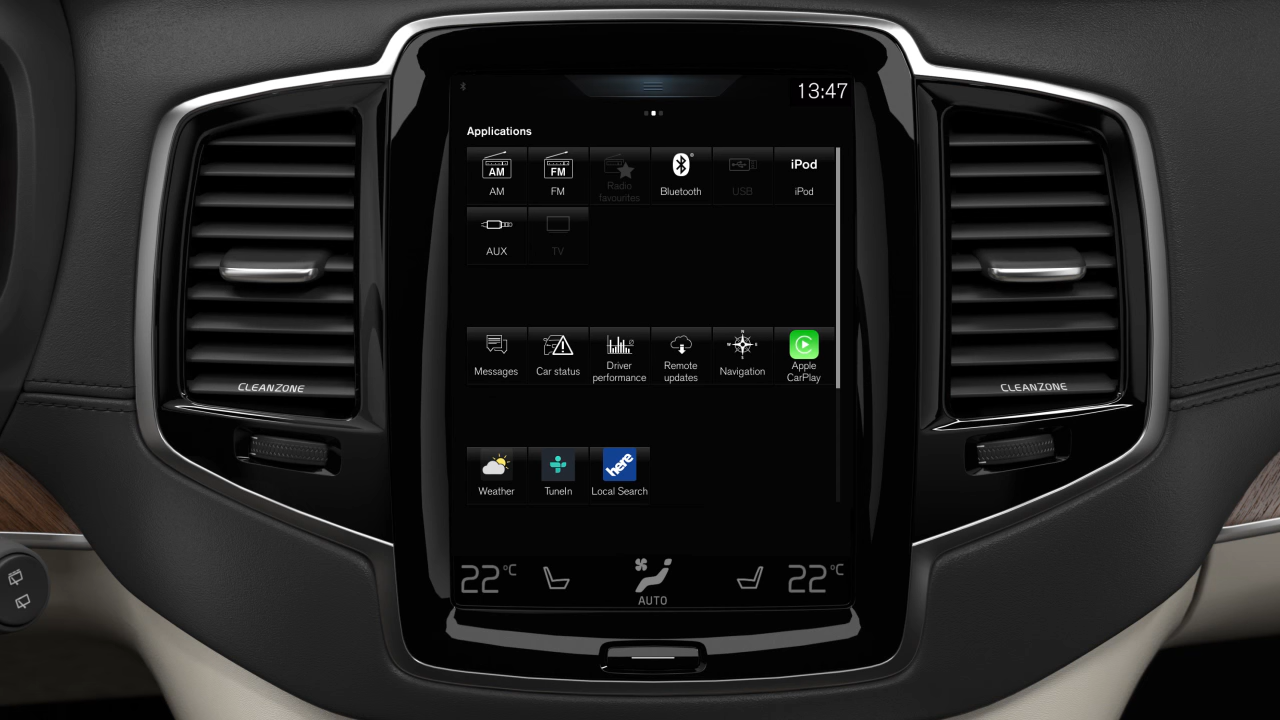 13:47
Applications
AM
FM
iPod
AM
FM
Radio
favourites
Bluetooth
USB
iPod
AUX
TV
N
W
E
S
Messages
Car status
Driver
performance
Remote
updates
Navigation
Apple
CarPlay
CLEANZONE
CLEANZONE
here
Weather
TuneIn
Local Search
22°C
22°C
AUTO